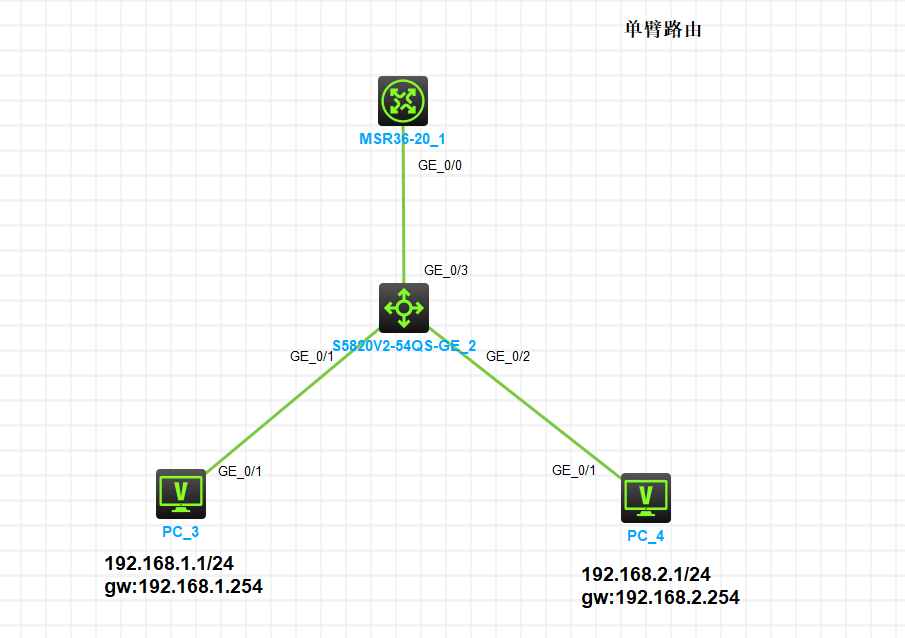 单臂路由
MSR36-20_1
GE_0/0
GE_0/3
S5820V2-54QS-GE_2
GE_0/1
GE_0/2
GE_0/1
GE_0/1
V
V
PC_3
PC_4
192.168.1.1/24
gw:192.168.1.254
192.168.2.1/24
gw:192.168.2.254